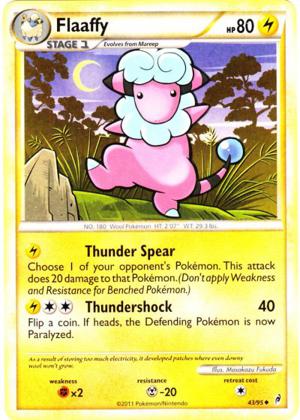 Flaaffy
HP 80
STAGE 1
Evolves from Mareep
NO. 180 Wool Pokémon HT: 2'07" WT: 29.3 lbs.
Thunder Spear
Choose 1 of your opponent's Pokémon. This attack
does 20 damage to that Pokémon. (Don't apply Weakness
and Resistance for Benched Pokémon.)
Thundershock 40
Flip a coin. If heads, the Defending Pokémon is now
Paralyzed.
As a result of storing too much electricity, it developed patches where even downy
wool won't grow.
Illus. Masakazu Fukuda
weakness resistance retreat cost
×2 -20
©2011 Pokémon/Nintendo 43/95